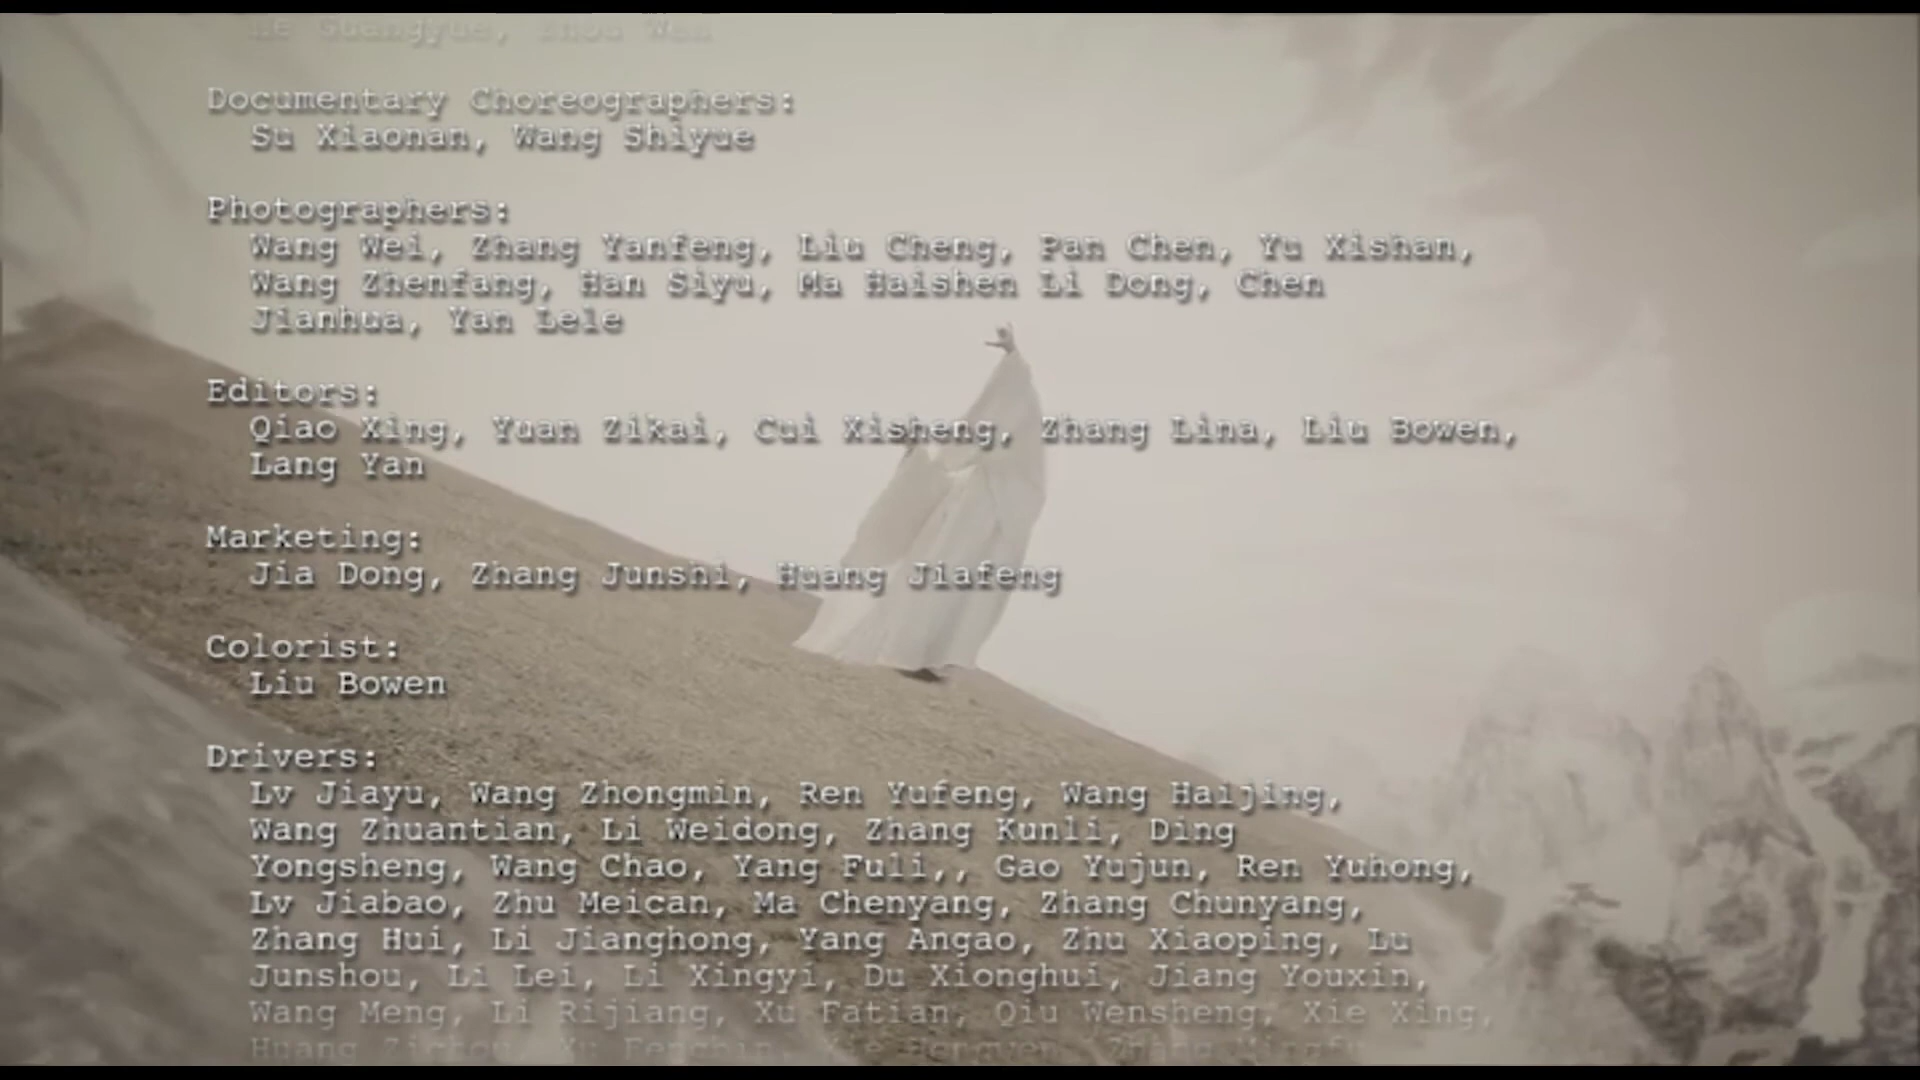 Guangyue, Zhou Wen
Documentary Choreographers:
Su Xiaonan, Wang Shiyue
Photographers:
Wang Wei, Zhang Yanfeng, Liu Cheng, Pan Chen, Yu Xishan,
Wang Zhenfang, Han Siyu, Ma Haishen Li Dong, Chen
Jianhua, Yan Lele
Editors:
Qiao Xing, Yuan Zikai, Cui Xisheng, Zhang Lina, Liu Bowen,
Lang Yan
Marketing:
Jia Dong, Zhang Junshi, Huang Jiafeng
Colorist:
Liu Bowen
Drivers:
Lv Jiayu, Wang Zhongmin, Ren Yufeng, Wang Haijing,
Wang Zhuantian, Li Weidong, Zhang Kunli, Ding
Yongsheng, Wang Chao, Yang Fuli,, Gao Yujun, Ren Yuhong,
Lv Jiabao, Zhu Meican, Ma Chenyang, Zhang Chunyang,
Zhang Hui, Li Jianghong, Yang Angao, Zhu Xiaoping, Lu
Junshou, Li Lei, Li Xingyi, Du Xionghui, Jiang Youxin,
Wang Meng, Li Rijiang, Xu Fatian, Qiu Wensheng, Xie Xing,
Huang